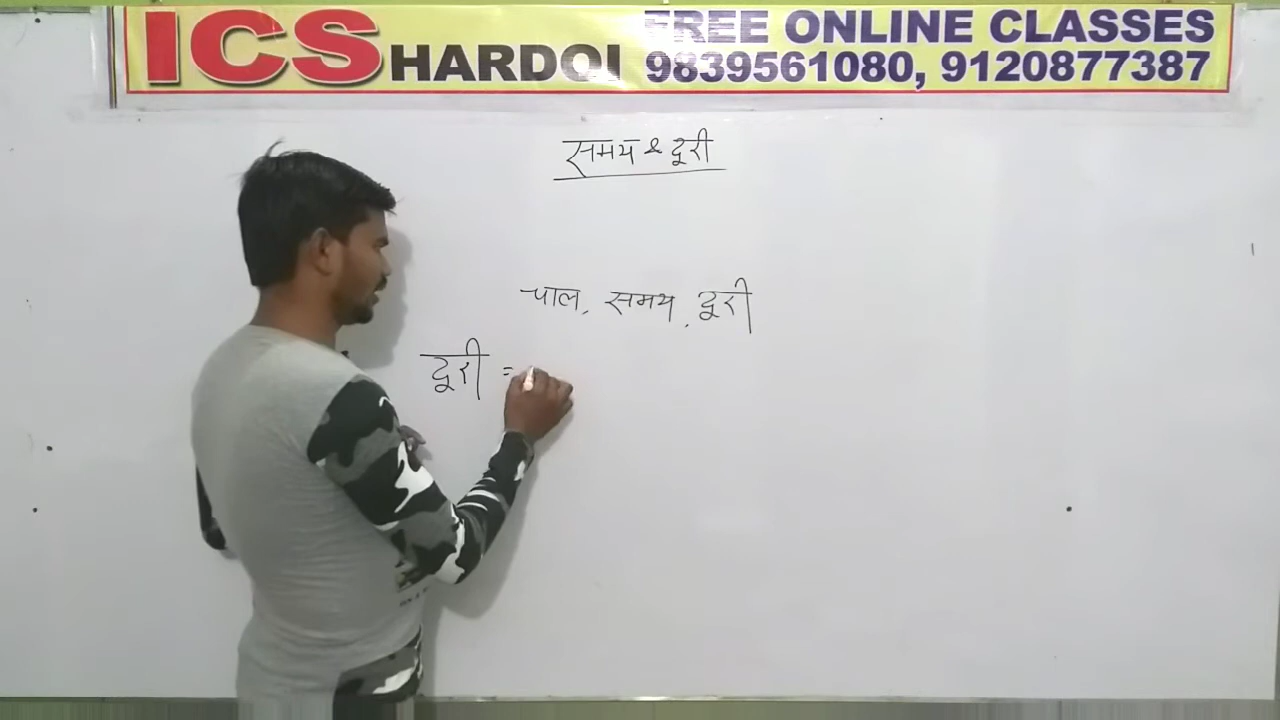 ICS HARDOI FREE ONLINE CLASSES
9839561080, 9120877387
समय & दूरी
चाल, समय, दूरी
दूरी =